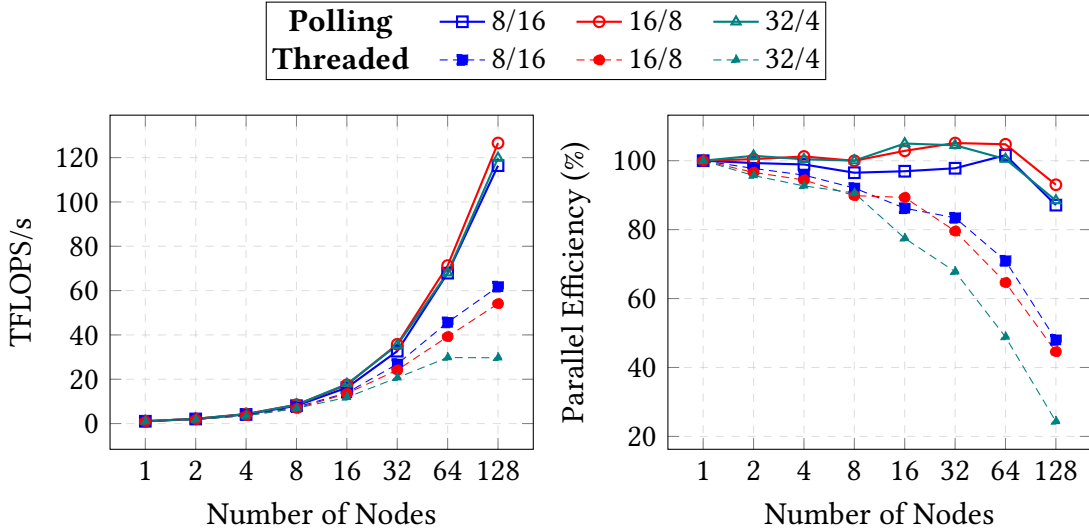 Polling 8/16 16/8 32/4
Threaded 8/16 16/8 32/4
TFLOPS/s
120
100
80
60
40
20
0
1 2 4 8 16 32 64 128
Number of Nodes
Parallel Efficiency (%)
100
80
60
40
20
1 2 4 8 16 32 64 128
Number of Nodes